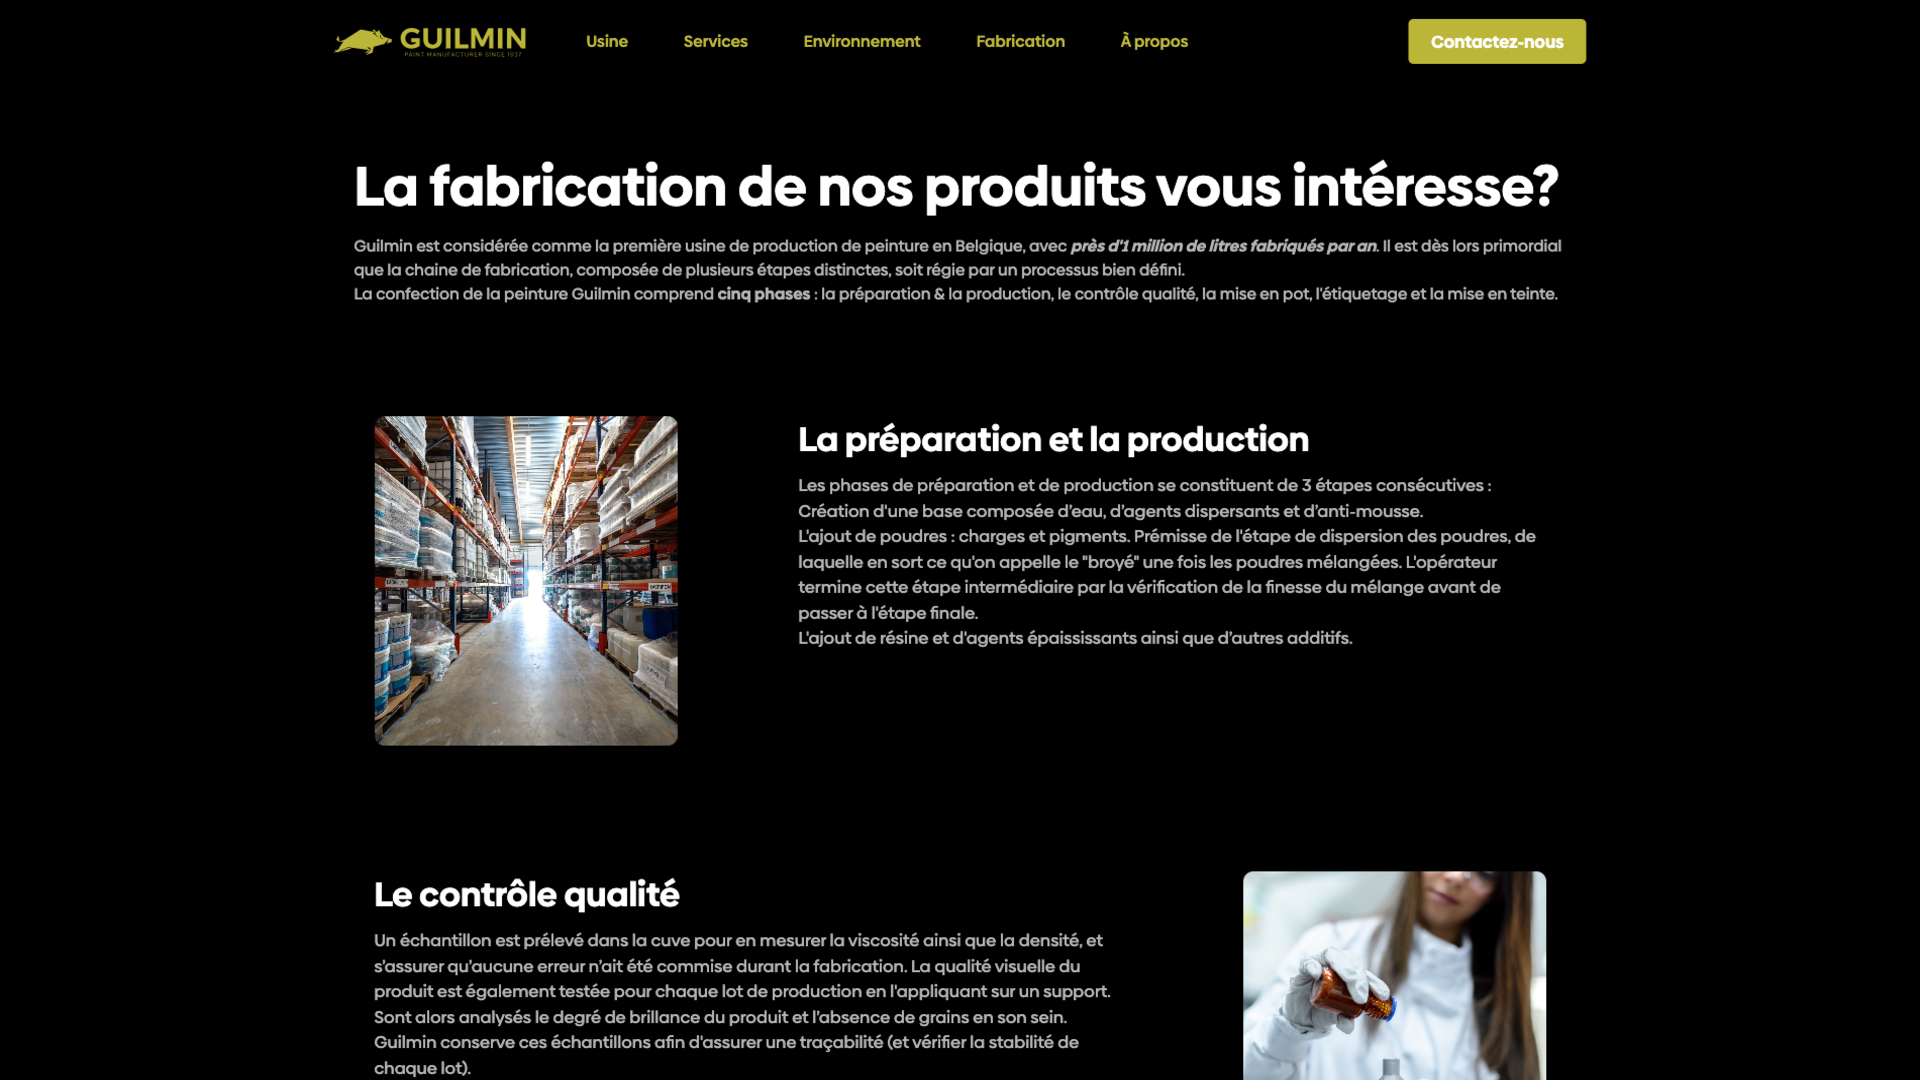 GUILMIN
PAINT MANUFACTURER SINCE 1937
Usine
Services
Environnement
Fabrication
À propos
Contactez-nous
La fabrication de nos produits vous intéresse?
Guilmin est considérée comme la première usine de production de peinture en Belgique, avec près d'1 million de litres fabriqués par an. Il est dès lors primordial
que la chaine de fabrication, composée de plusieurs étapes distinctes, soit régie par un processus bien défini.
La confection de la peinture Guilmin comprend cinq phases : la préparation & la production, le contrôle qualité, la mise en pot, l'étiquetage et la mise en teinte.
La préparation et la production
Les phases de préparation et de production se constituent de 3 étapes consécutives :
Création d'une base composée d’eau, d’agents dispersants et d’anti-mousse.
L'ajout de poudres : charges et pigments. Prémisse de l'étape de dispersion des poudres, de
laquelle en sort ce qu'on appelle le "broyé" une fois les poudres mélangées. L'opérateur
termine cette étape intermédiaire par la vérification de la finesse du mélange avant de
passer à l'étape finale.
L'ajout de résine et d'agents épaississants ainsi que d’autres additifs.
Le contrôle qualité
Un échantillon est prélevé dans la cuve pour en mesurer la viscosité ainsi que la densité, et
s’assurer qu’aucune erreur n’ait été commise durant la fabrication. La qualité visuelle du
produit est également testée pour chaque lot de production en l'appliquant sur un support.
Sont alors analysés le degré de brillance du produit et l’absence de grains en son sein.
Guilmin conserve ces échantillons afin d'assurer une traçabilité (et vérifier la stabilité de
chaque lot).